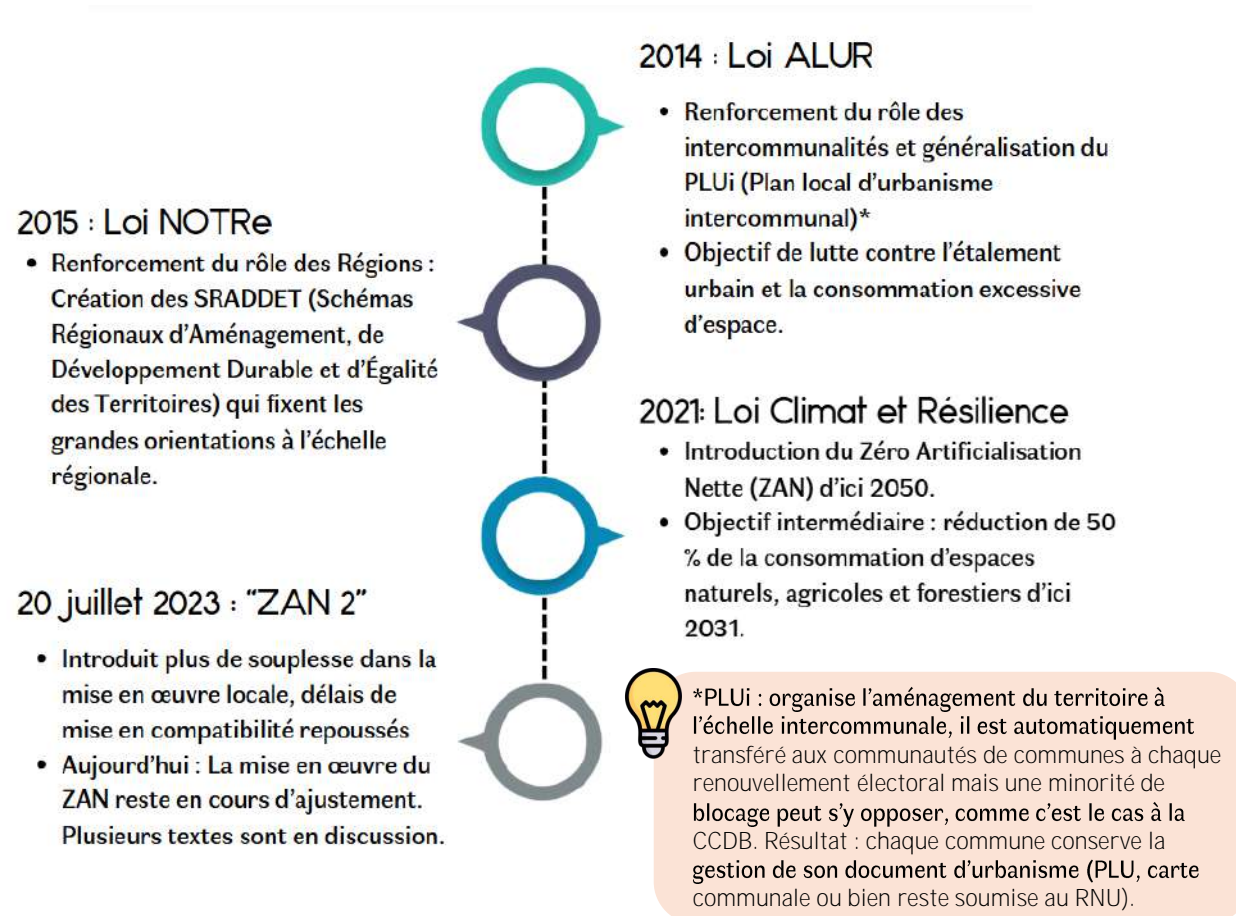 2014 : Loi ALUR
• Renforcement du rôle des
intercommunalités et généralisation du
PLUi (Plan local d'urbanisme
intercommunal)*
• Objectif de lutte contre l'étalement
urbain et la consommation excessive
d'espace.
2015 : Loi NOTRe
• Renforcement du rôle des Régions :
Création des SRADDET (Schémas
Régionaux d'Aménagement, de
Développement Durable et d'Égalité
des Territoires) qui fixent les
grandes orientations à l'échelle
régionale.
2021: Loi Climat et Résilience
• Introduction du Zéro Artificialisation
Nette (ZAN) d'ici 2050.
• Objectif intermédiaire : réduction de 50
% de la consommation d'espaces
naturels, agricoles et forestiers d'ici
2031.
20 juillet 2023 : “ZAN 2”
• Introduit plus de souplesse dans la
mise en œuvre locale, délais de
mise en compatibilité repoussés
• Aujourd'hui : La mise en œuvre du
ZAN reste en cours d'ajustement.
Plusieurs textes sont en discussion.
*PLUi : organise l'aménagement du territoire à
l'échelle intercommunale, il est automatiquement
transféré aux communautés de communes à chaque
renouvellement électoral mais une minorité de
blocage peut s'y opposer, comme c'est le cas à la
CCDB. Résultat : chaque commune conserve la
gestion de son document d'urbanisme (PLU, carte
communale ou bien reste soumise au RNU).